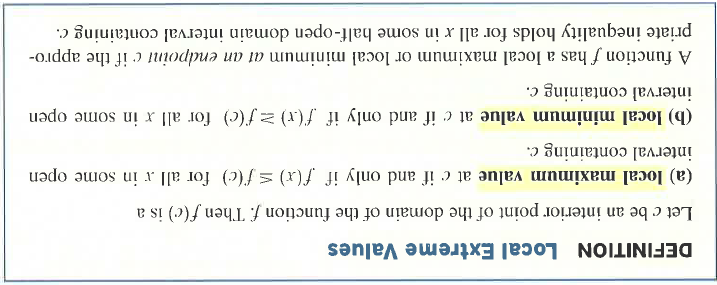 DEFINITION Local Extreme Values
Let c be an interior point of the domain of the function f. Then f(c) is a
(a) local maximum value at c if and only if f(x) ≤ f(c) for all x in some open
interval containing c.
(b) local minimum value at c if and only if f(x) ≥ f(c) for all x in some open
interval containing c.
A function f has a local maximum or local minimum at an endpoint c if the appro-
priate inequality holds for all x in some half-open domain interval containing c.